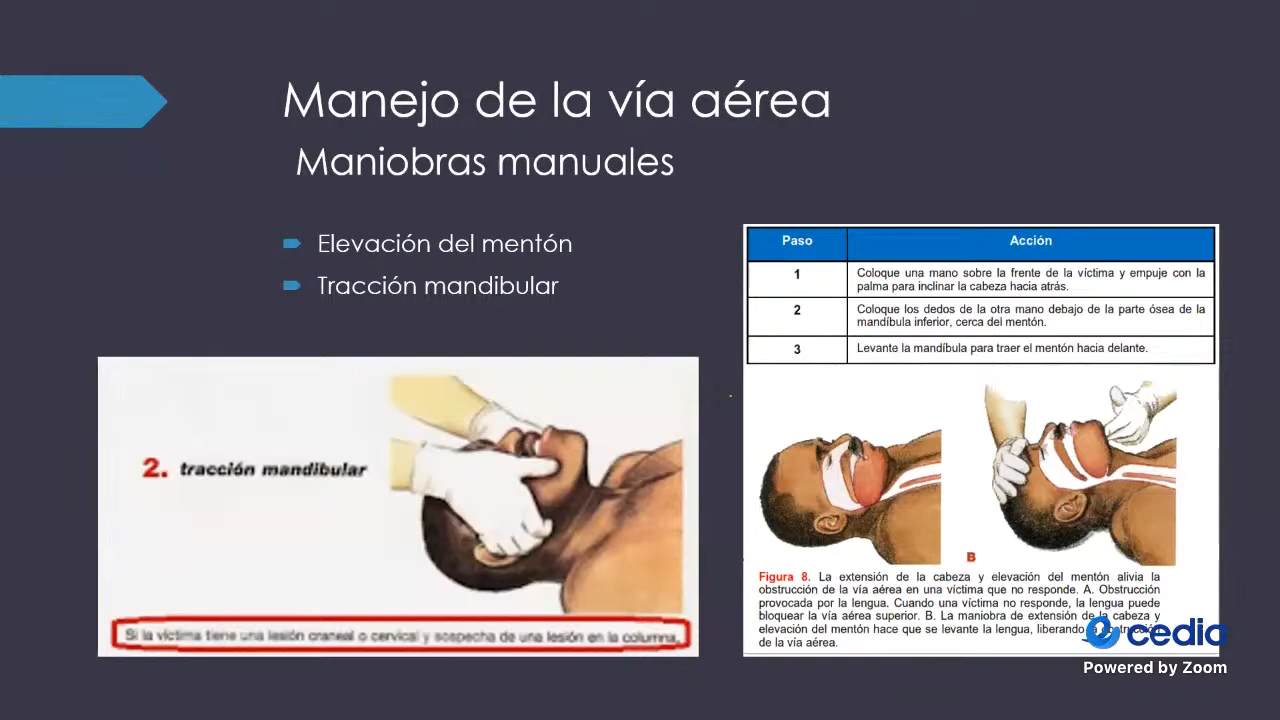 Manejo de la vía aérea
Maniobras manuales
Elevación del mentón
Tracción mandibular
2. tracción mandibular
Si la víctima tiene una lesión craneal o cervical y sospecha de una lesión en la columna,
Paso Acción
1 Coloque una mano sobre la frente de la víctima y empuje con la
palma para inclinar la cabeza hacia atrás.
2 Coloque los dedos de la otra mano debajo de la parte ósea de la
mandíbula inferior, cerca del mentón.
3 Levante la mandíbula para traer el mentón hacia delante.
B
Figura 8. La extensión de la cabeza y elevación del mentón alivia la
obstrucción de la vía aérea en una víctima que no responde. A. Obstrucción
provocada por la lengua. Cuando una víctima no responde, la lengua puede
bloquear la vía aérea superior. B. La maniobra de extensión de la cabeza y
elevación del mentón hace que se levante la lengua, liberando
de la vía aérea.
cedia
Powered by Zoom